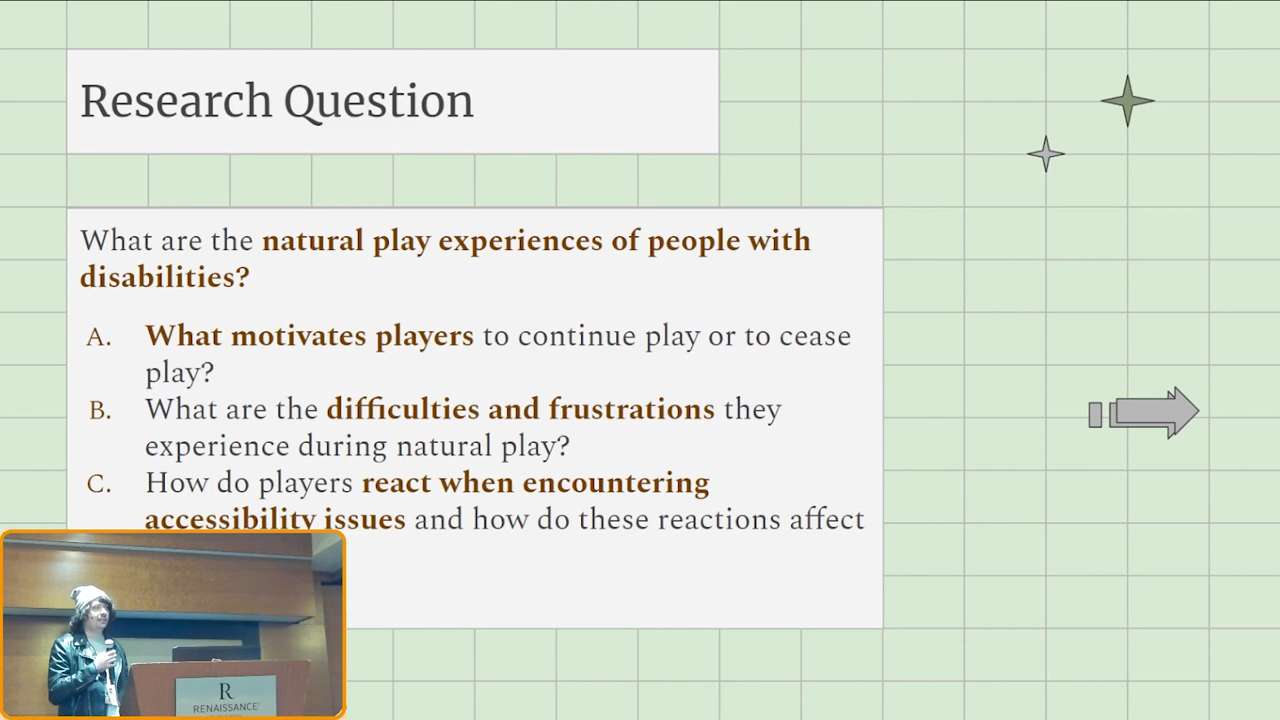 Research Question
What are the natural play experiences of people with
disabilities?
A. What motivates players to continue play or to cease
play?
B. What are the difficulties and frustrations they
experience during natural play?
C. How do players react when encountering
accessibility issues and how do these reactions affect
R
RENAISSANCE